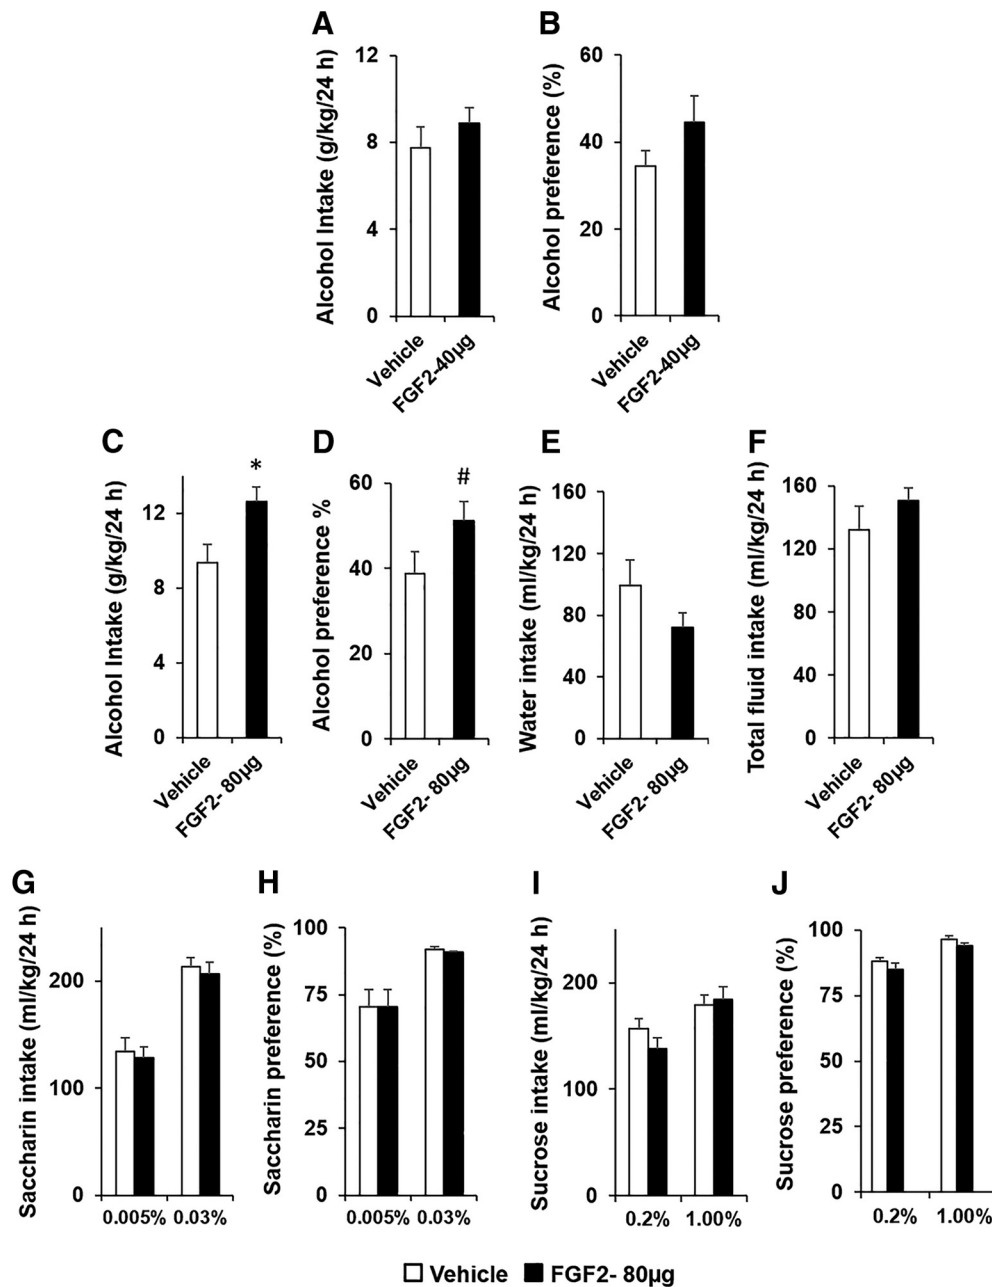 A
B
Alcohol Intake (g/kg/24 h)
12
8
4
0
Vehicle
FGF2-40µg
Alcohol preference (%)
60
40
20
0
Vehicle
FGF2-40µg
C
D
E
F
Alcohol Intake (g/kg/24 h)
12
8
4
0
*
Vehicle
FGF2- 80µg
Alcohol preference %
60
40
20
0
#
Vehicle
FGF2- 80µg
Water intake (ml/kg/24 h)
160
120
80
40
0
Vehicle
FGF2- 80µg
Total fluid intake (ml/kg/24 h)
160
120
80
40
0
Vehicle
FGF2- 80µg
G
H
I
J
Saccharin intake (ml/kg/24 h)
200
100
0
0.005% 0.03%
Saccharin preference (%)
100
75
50
25
0
0.005% 0.03%
Sucrose intake (ml/kg/24 h)
200
100
0
0.2% 1.00%
Sucrose preference (%)
100
75
50
25
0
0.2% 1.00%
Vehicle FGF2- 80µg